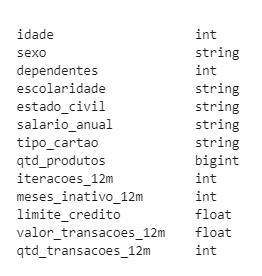 idade int
sexo string
dependentes int
escolaridade string
estado_civil string
salario_anual string
tipo_cartao string
qtd_produtos bigint
iteracoes_12m int
meses_inativo_12m int
limite_credito float
valor_transacoes_12m float
qtd_transacoes_12m int